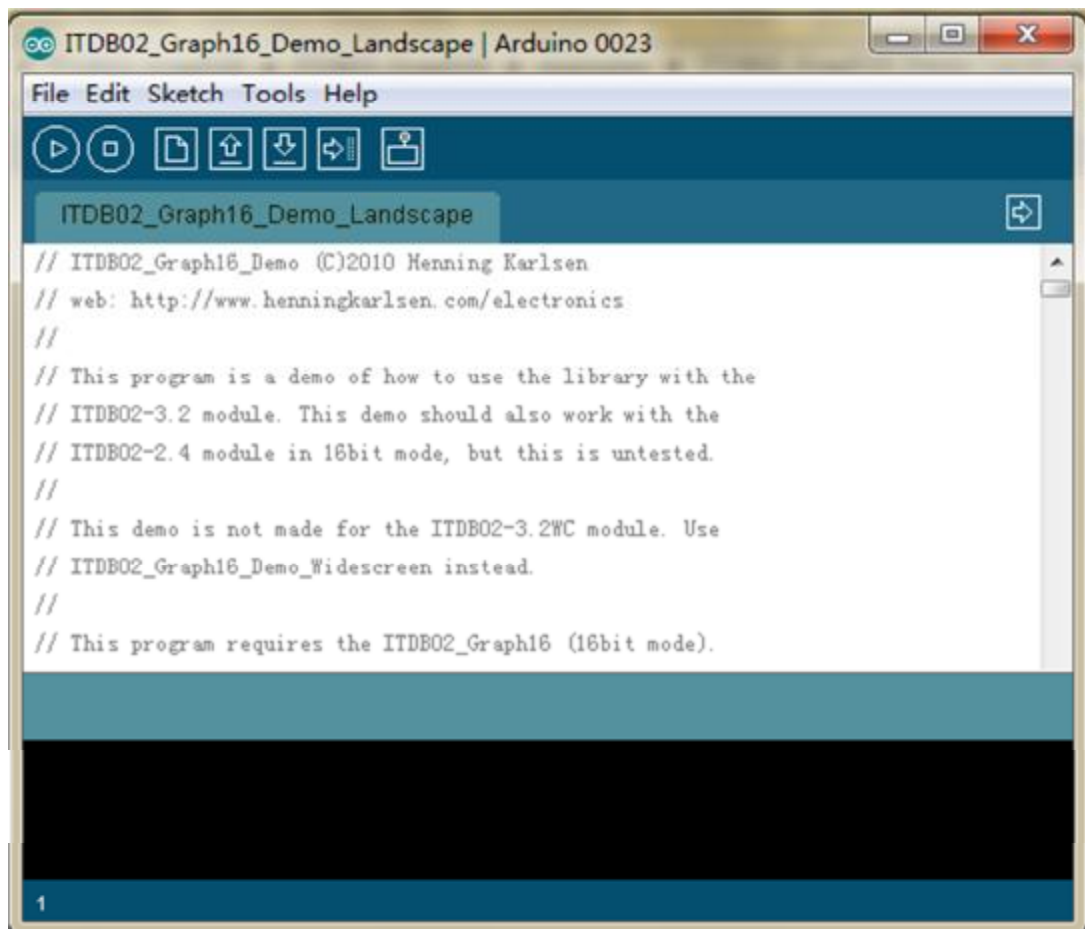 ITDB02_Graph16_Demo_Landscape | Arduino 0023
File Edit Sketch Tools Help
ITDB02_Graph16_Demo_Landscape
// ITDB02_Graph16_Demo (C)2010 Henning Karlsen
// web: http://www.henningkarlsen.com/electronics
//
// This program is a demo of how to use the library with the
// ITDB02-3.2 module. This demo should also work with the
// ITDB02-2.4 module in 16bit mode, but this is untested.
//
// This demo is not made for the ITDB02-3.2WC module. Use
// ITDB02_Graph16_Demo_Widescreen instead.
//
// This program requires the ITDB02_Graph16 (16bit mode).
1